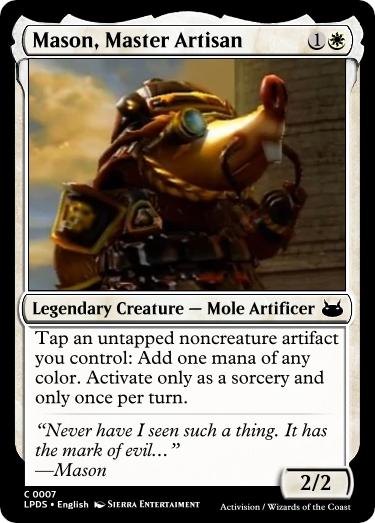 Mason, Master Artisan 1
Legendary Creature — Mole Artificer
Tap an untapped noncreature artifact
you control: Add one mana of any
color. Activate only as a sorcery and
only once per turn.
“Never have I seen such a thing. It has
the mark of evil…”
—Mason
2/2
C 0007
LPDS • English Sierra Entertaiment
Activision / Wizards of the Coast